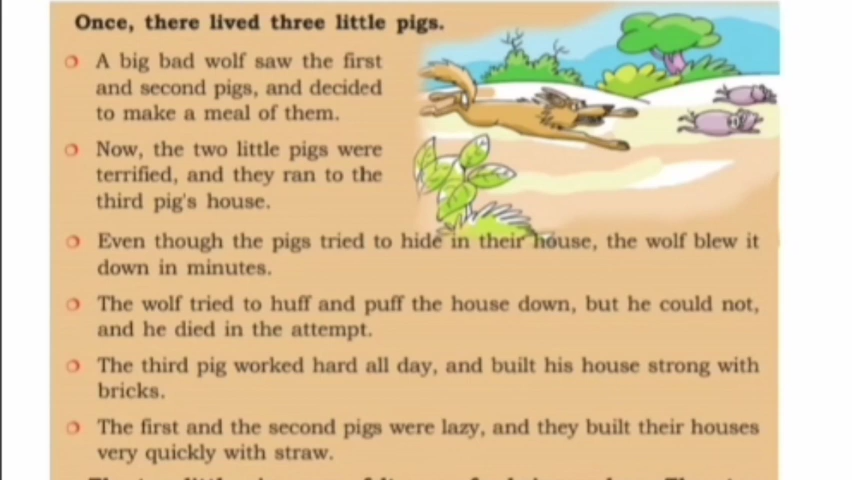 Once, there lived three little pigs.
A big bad wolf saw the first
and second pigs, and decided
to make a meal of them.
Now, the two little pigs were
terrified, and they ran to the
third pig's house.
Even though the pigs tried to hide in their house, the wolf blew it
down in minutes.
The wolf tried to huff and puff the house down, but he could not,
and he died in the attempt.
The third pig worked hard all day, and built his house strong with
bricks.
The first and the second pigs were lazy, and they built their houses
very quickly with straw.